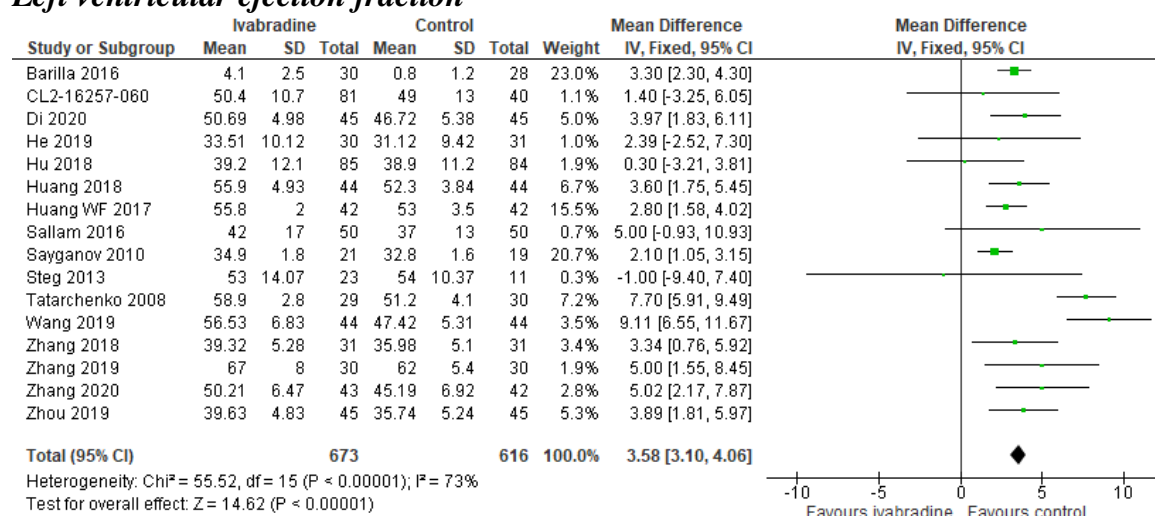 Left ventricular ejection fraction
Ivabradine Control Mean Difference Mean Difference
Study or Subgroup Mean SD Total Mean SD Total Weight IV, Fixed, 95% CI IV, Fixed, 95% CI
Barilla 2016 4.1 2.5 30 0.8 1.2 28 23.0% 3.30 [2.30, 4.30]
CL2-16257-060 50.4 10.7 81 49 13 40 1.1% 1.40 [-3.25, 6.05]
Di 2020 50.69 4.98 45 46.72 5.38 45 5.0% 3.97 [1.83, 6.11]
He 2019 33.51 10.12 30 31.12 9.42 31 0.9% 2.39 [-2.52, 7.30]
Hu 2018 39.2 12.1 85 38.9 11.2 84 1.9% 0.30 [-3.21, 3.81]
Huang 2018 55.9 4.93 44 52.3 3.84 44 6.7% 3.60 [1.75, 5.45]
Huang WF 2017 55.8 2 42 53 3.5 42 15.5% 2.80 [1.58, 4.02]
Sallam 2016 42 17 50 37 13 50 0.7% 5.00 [-0.93, 10.93]
Sayganov 2010 34.9 1.8 21 32.8 1.6 19 20.7% 2.10 [1.05, 3.15]
Steg 2013 53 14.07 23 54 10.37 11 0.3% -1.00 [-9.40, 7.40]
Tatarchenko 2008 58.9 2.8 29 51.2 4.1 30 7.2% 7.70 [5.91, 9.49]
Wang 2019 56.53 6.83 44 47.42 5.31 44 3.5% 9.11 [6.55, 11.67]
Zhang 2018 39.32 5.28 31 35.98 5.1 31 3.4% 3.34 [0.76, 5.92]
Zhang 2019 67 8 30 62 5.4 30 1.9% 5.00 [1.55, 8.45]
Zhang 2020 50.21 6.47 43 45.19 6.92 42 2.8% 5.02 [2.17, 7.87]
Zhou 2019 39.63 4.83 45 35.74 5.24 45 5.3% 3.89 [1.81, 5.97]
Total (95% CI) 673 616 100.0% 3.58 [3.10, 4.06]
Heterogeneity: Chi² = 55.52, df = 15 (P < 0.00001); I² = 73%
Test for overall effect: Z = 14.62 (P < 0.00001)
-10 -5 0 5 10
Favours ivabradine Favours control